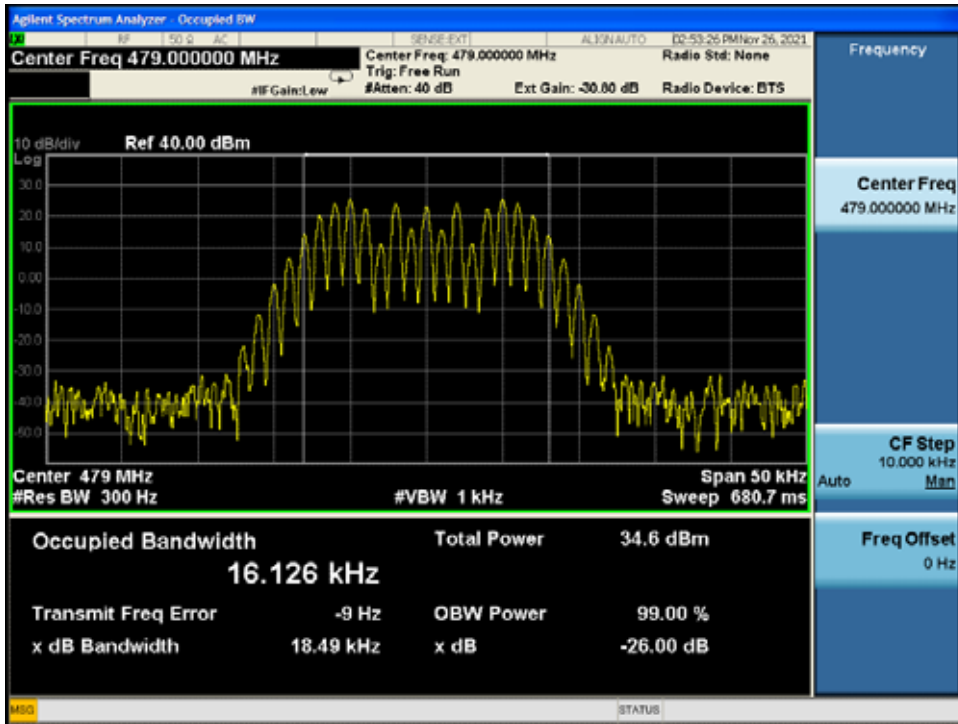 Agilent Spectrum Analyzer - Occupied BW
RF 50 Ω AC SENSE:EXT ALIGN AUTO 02:53:26 PM Nov 26, 2021
Center Freq 479.000000 MHz
Center Freq: 479.000000 MHz
Radio Std: None
Trig: Free Run
#IFGain:Low
#Atten: 40 dB
Ext Gain: -30.80 dB
Radio Device: BTS
Frequency
10 dB/div
Ref 40.00 dBm
Log
30.0
20.0
10.0
0.00
-10.0
-20.0
-30.0
-40.0
-50.0
Center 479 MHz
Span 50 kHz
#Res BW 300 Hz
#VBW 1 kHz
Sweep 680.7 ms
Center Freq
479.000000 MHz
CF Step
10.000 kHz
Auto Man
Freq Offset
0 Hz
Occupied Bandwidth
16.126 kHz
Total Power 34.6 dBm
Transmit Freq Error -9 Hz
OBW Power 99.00 %
x dB Bandwidth 18.49 kHz
x dB -26.00 dB
MSG
STATUS